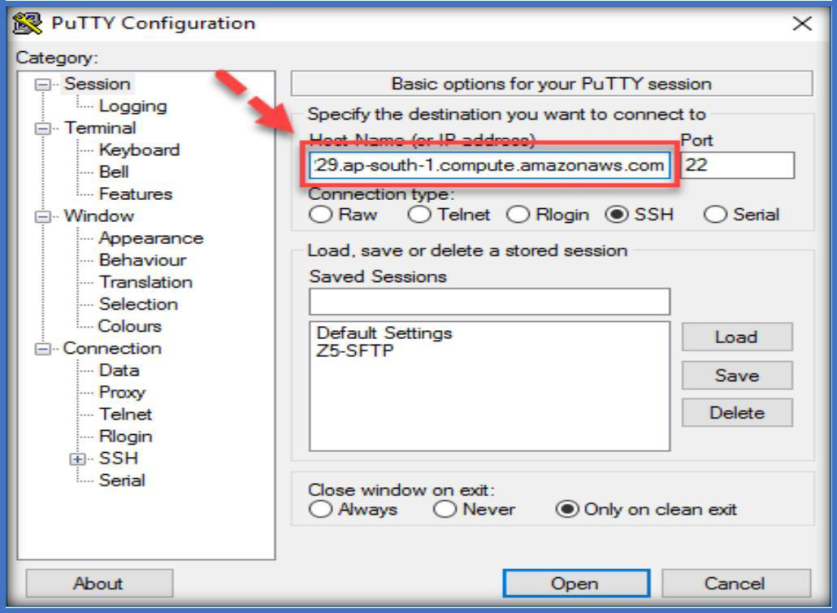 PuTTY Configuration
Category:
Session
Logging
Terminal
Keyboard
Bell
Features
Window
Appearance
Behaviour
Translation
Selection
Colours
Connection
Data
Proxy
Telnet
Rlogin
SSH
Serial
Basic options for your PuTTY session
Specify the destination you want to connect to
Host Name (or IP address) Port
29.ap-south-1.compute.amazonaws.com 22
Connection type:
Raw Telnet Rlogin SSH Serial
Load, save or delete a stored session
Saved Sessions
Default Settings
Z5-SFTP
Load
Save
Delete
Close window on exit:
Always Never Only on clean exit
About Open Cancel